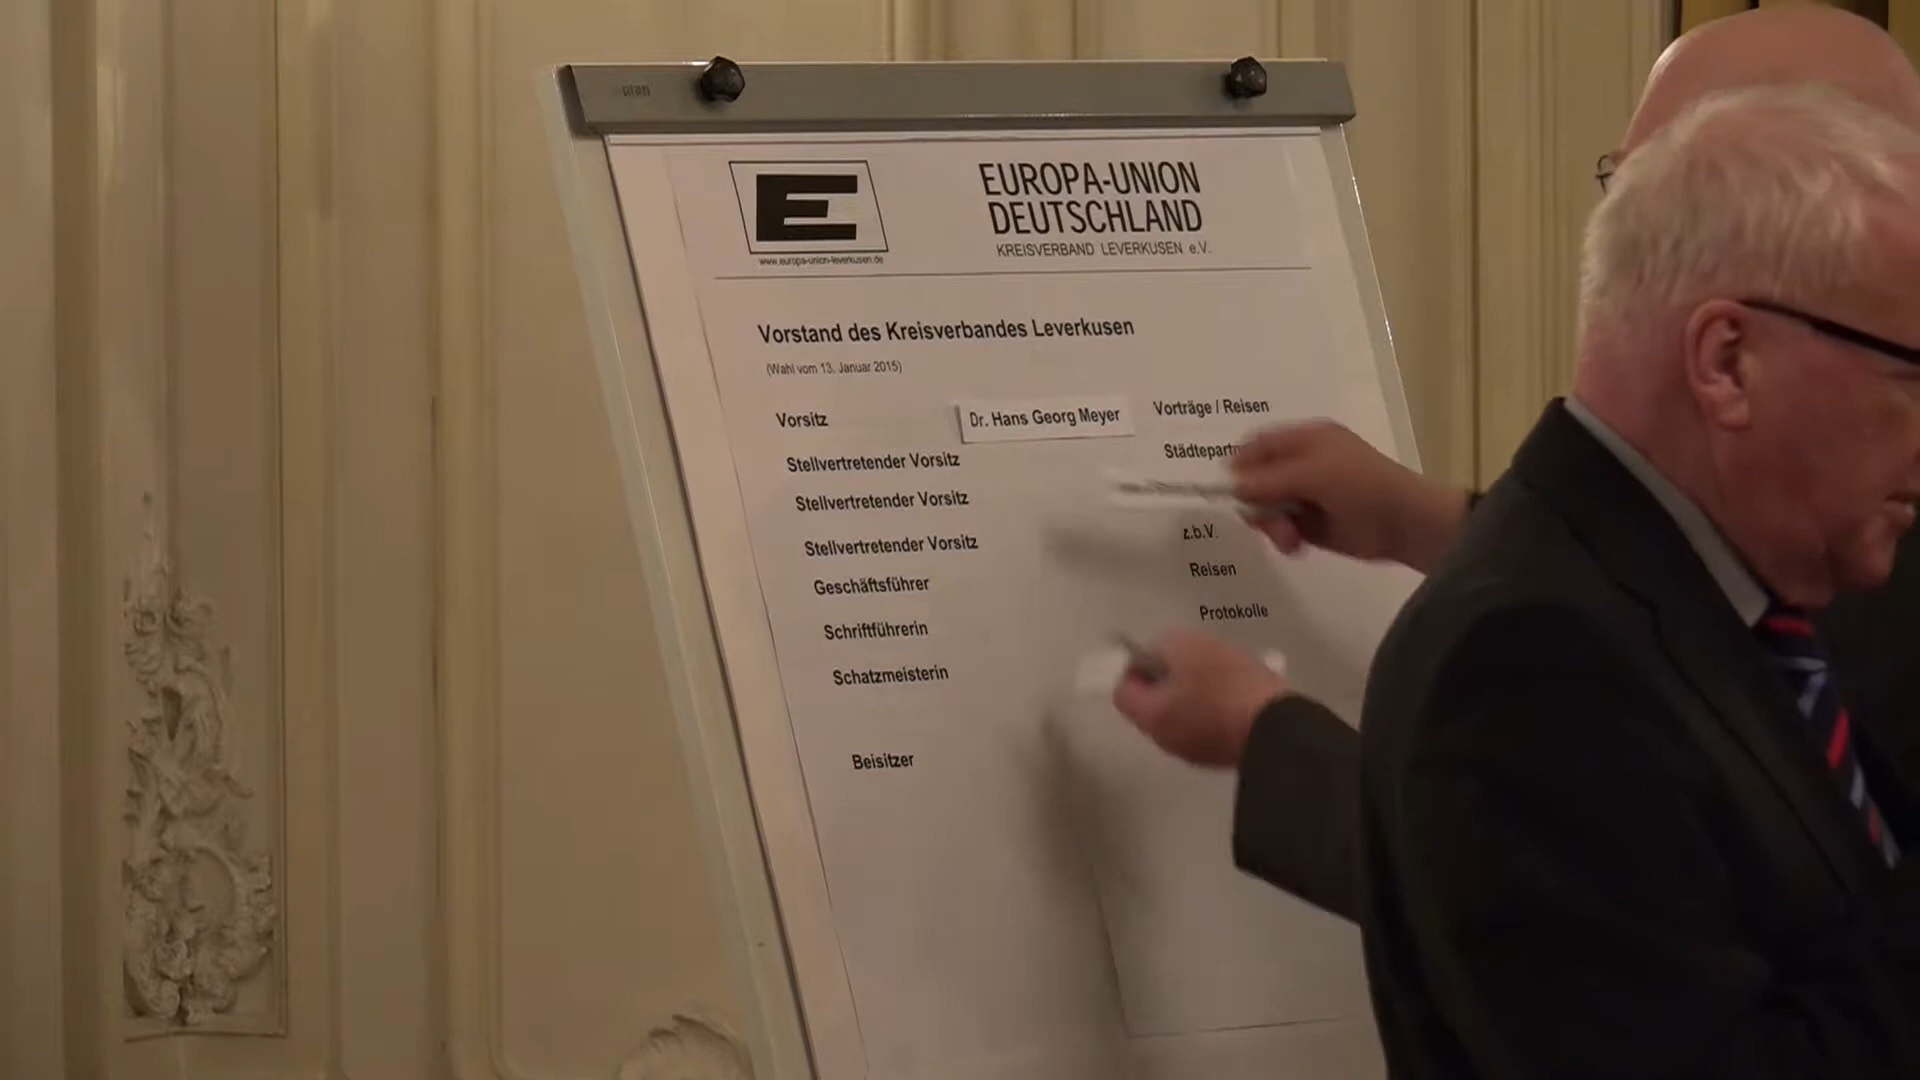 E
www.europa-union-leverkusen.de
EUROPA-UNION
DEUTSCHLAND
KREISVERBAND LEVERKUSEN e.V.
Vorstand des Kreisverbandes Leverkusen
(Wahl vom 13. Januar 2015)
Vorsitz
Dr. Hans Georg Meyer
Stellvertretender Vorsitz
Stellvertretender Vorsitz
Stellvertretender Vorsitz
Geschäftsführer
Schriftführerin
Schatzmeisterin
Beisitzer
Vorträge / Reisen
z.b.V.
Reisen
Protokolle